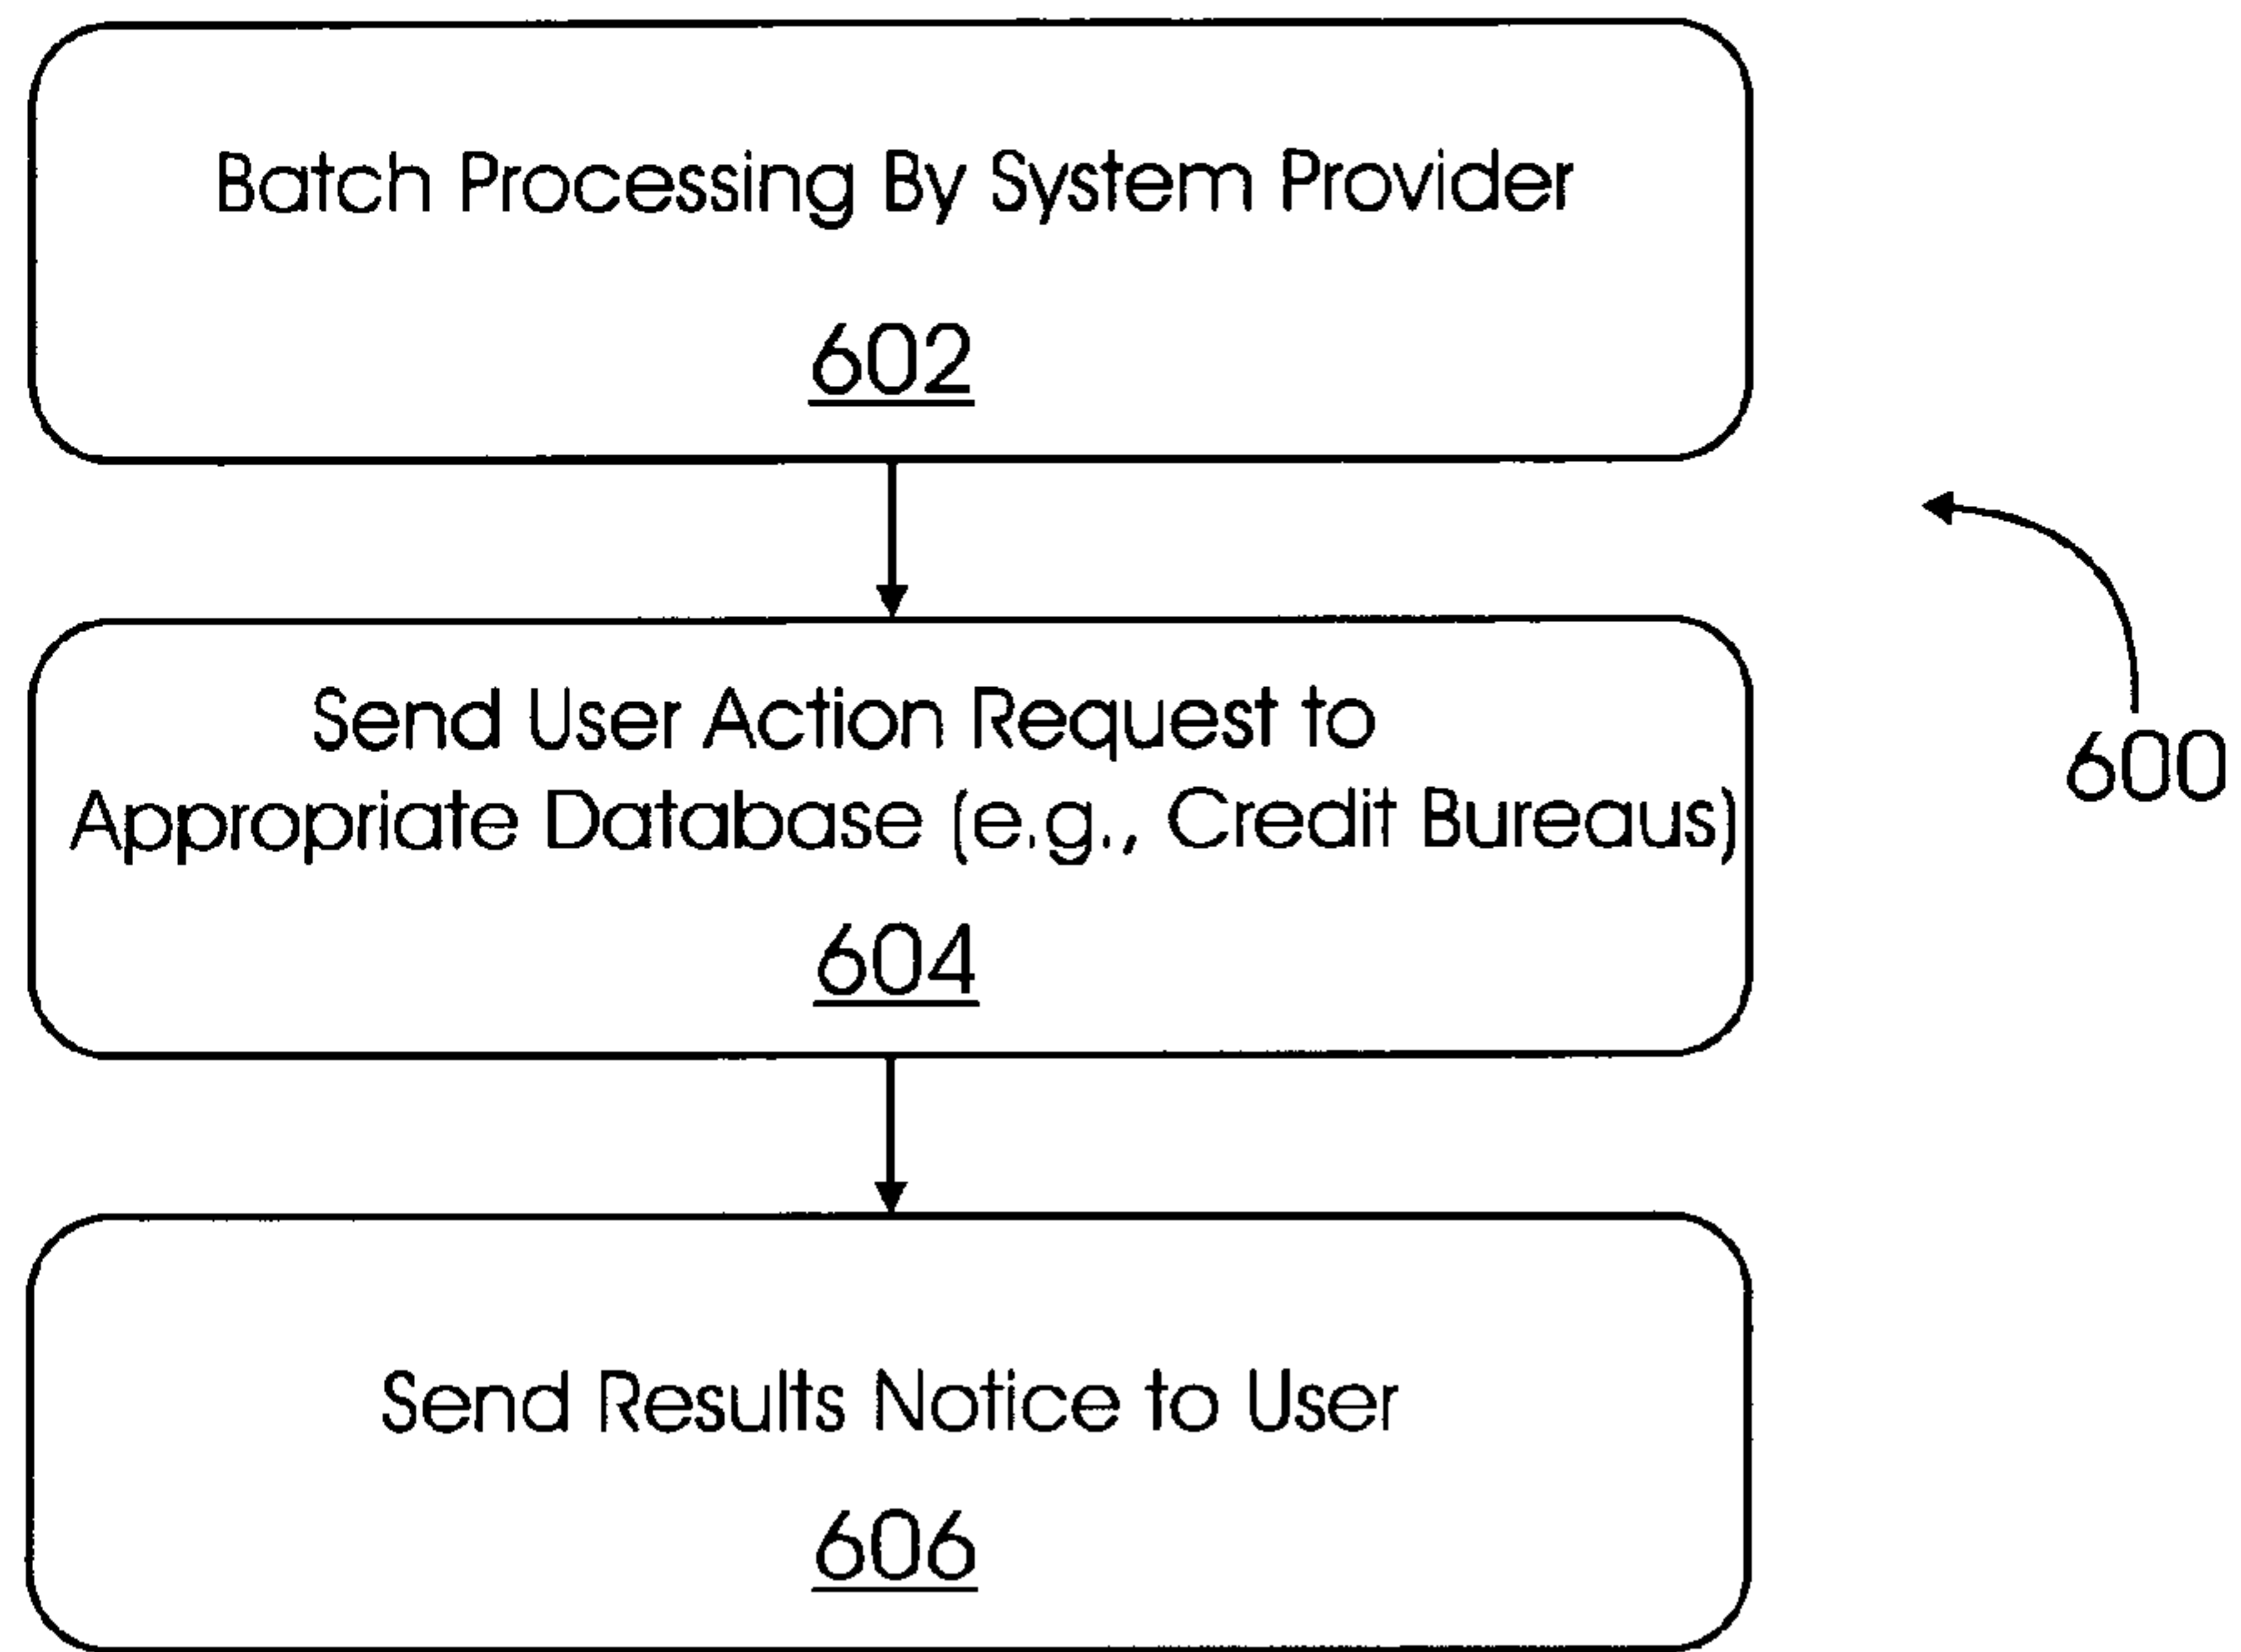 Batch Processing By System Provider
602
Send User Action Request to
Appropriate Database (e.g., Credit Bureaus)
604
600
Send Results Notice to User
606